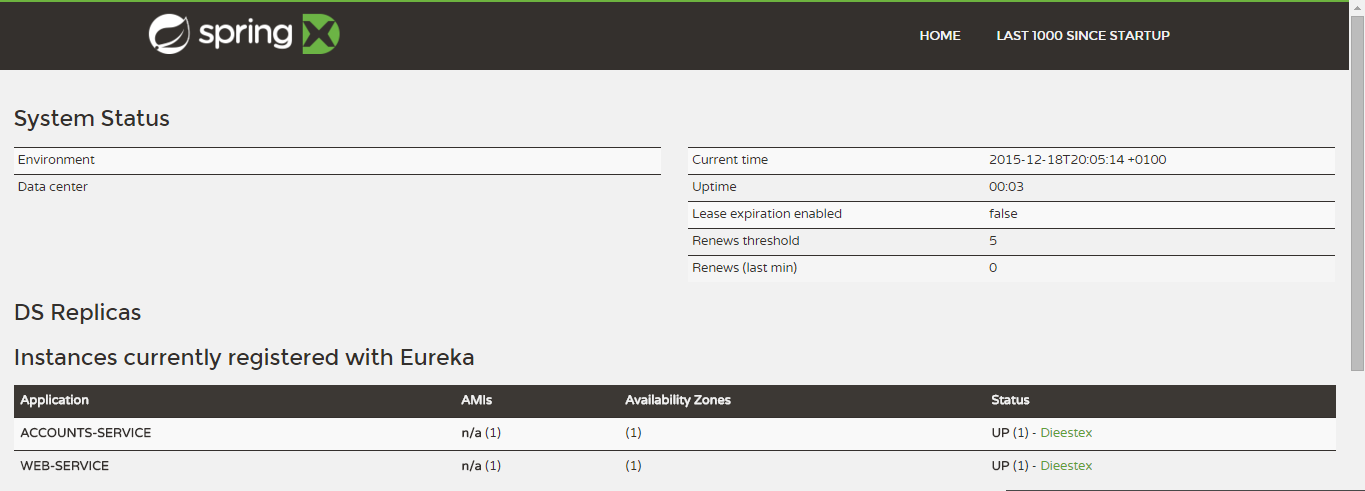 spring
HOME LAST 1000 SINCE STARTUP
System Status
Environment
Data center
Current time 2015-12-18T20:05:14 +0100
Uptime 00:03
Lease expiration enabled false
Renews threshold 5
Renews (last min) 0
DS Replicas
Instances currently registered with Eureka
Application AMIs Availability Zones Status
ACCOUNTS-SERVICE n/a (1) (1) UP (1) - Dieestex
WEB-SERVICE n/a (1) (1) UP (1) - Dieestex